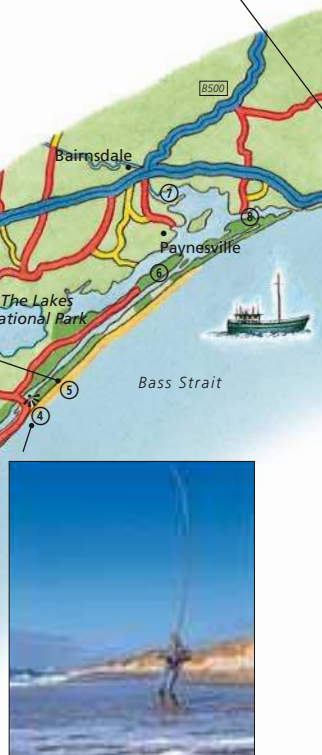 B500
Bairnsdale
7
8
Paynesville
6
The Lakes
ational Park
Bass Strait
5
4